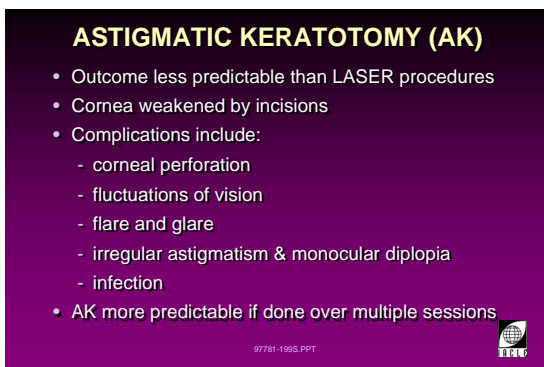 ASTIGMATIC KERATOTOMY (AK)
• Outcome less predictable than LASER procedures
• Cornea weakened by incisions
• Complications include:
- corneal perforation
- fluctuations of vision
- flare and glare
- irregular astigmatism & monocular diplopia
- infection
• AK more predictable if done over multiple sessions
97781-199S.PPT
IACLE